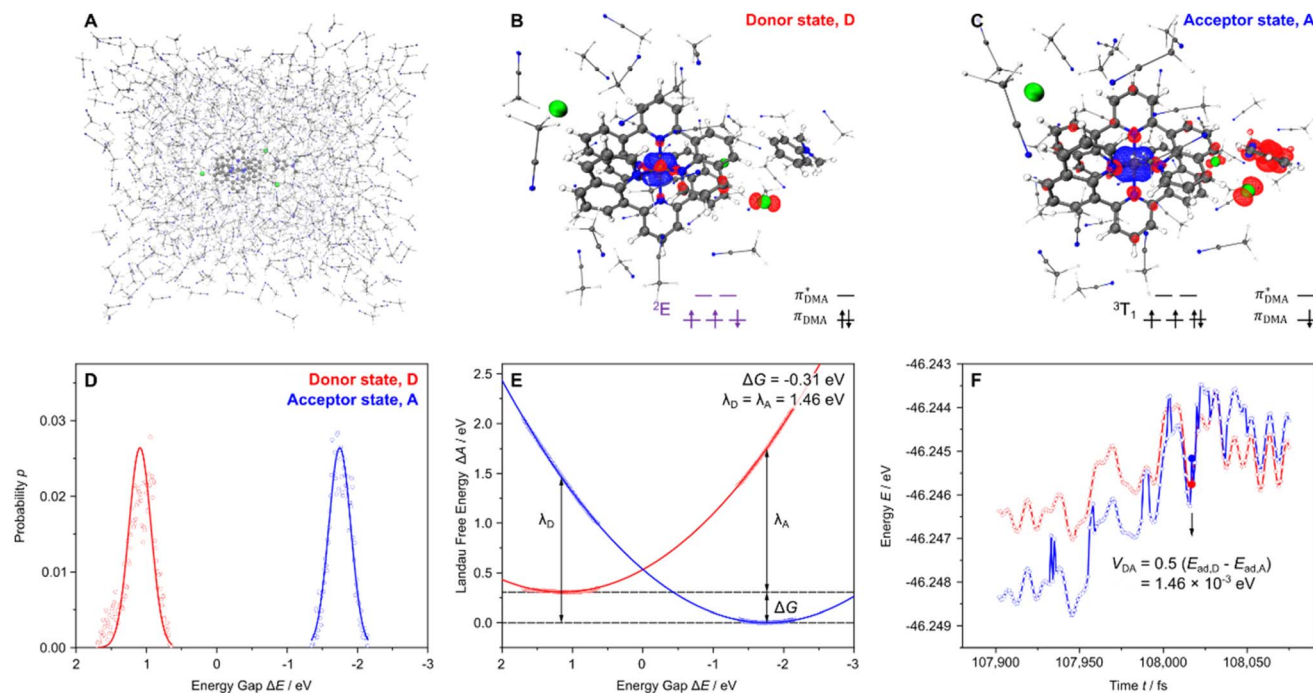 A
B
Donor state, D
²E
π*DMA
πDMA
C
Acceptor state, A
³T₁
π*DMA
πDMA
D
Donor state, D
Acceptor state, A
0.03
0.02
0.01
0.00
Probability p
2
1
0
-1
-2
-3
Energy Gap ΔE / eV
E
ΔG = -0.31 eV
λD = λA = 1.46 eV
2.5
2.0
1.5
1.0
0.5
0.0
Landau Free Energy ΔA / eV
λD
λA
ΔG
2
1
0
-1
-2
-3
Energy Gap ΔE / eV
F
-46.243
-46.244
-46.245
-46.246
-46.247
-46.248
-46.249
Energy E / eV
VDA = 0.5 (Ead,D - Ead,A)
= 1.46 × 10⁻³ eV
107,900
107,950
108,000
108,050
Time t / fs